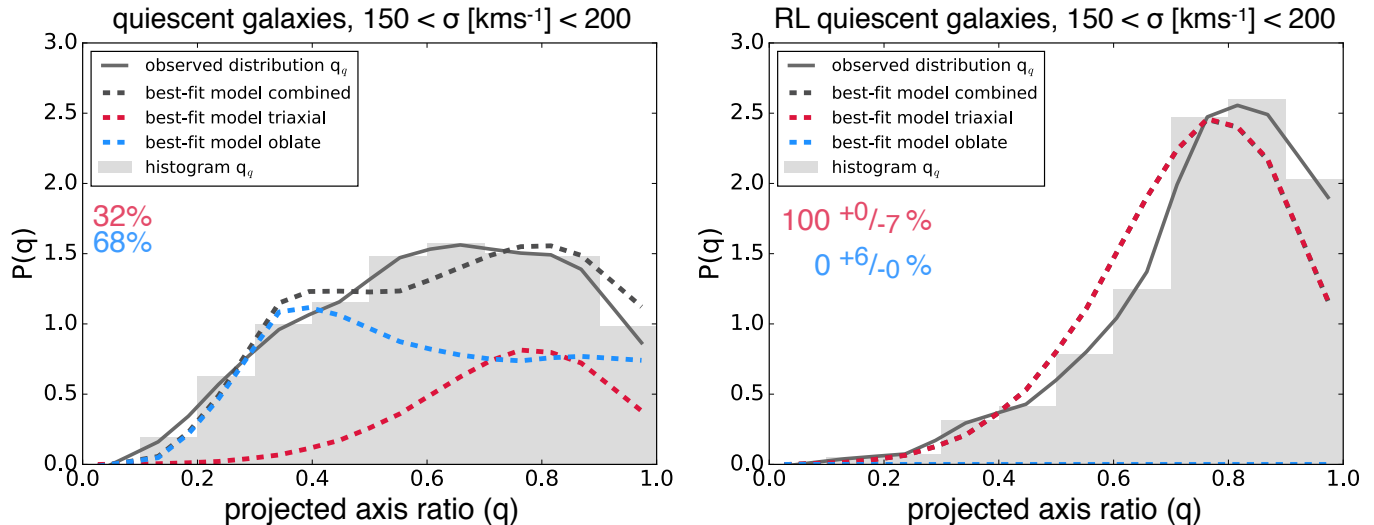 quiescent galaxies, 150 < σ [kms⁻¹] < 200
3.0
2.5
2.0
1.5
1.0
0.5
0.0
P(q)
observed distribution q_q
best-fit model combined
best-fit model triaxial
best-fit model oblate
histogram q_q
32%
68%
0.0 0.2 0.4 0.6 0.8 1.0
projected axis ratio (q)
RL quiescent galaxies, 150 < σ [kms⁻¹] < 200
3.0
2.5
2.0
1.5
1.0
0.5
0.0
P(q)
observed distribution q_q
best-fit model combined
best-fit model triaxial
best-fit model oblate
histogram q_q
100 +0/-7 %
0 +6/-0 %
0.0 0.2 0.4 0.6 0.8 1.0
projected axis ratio (q)